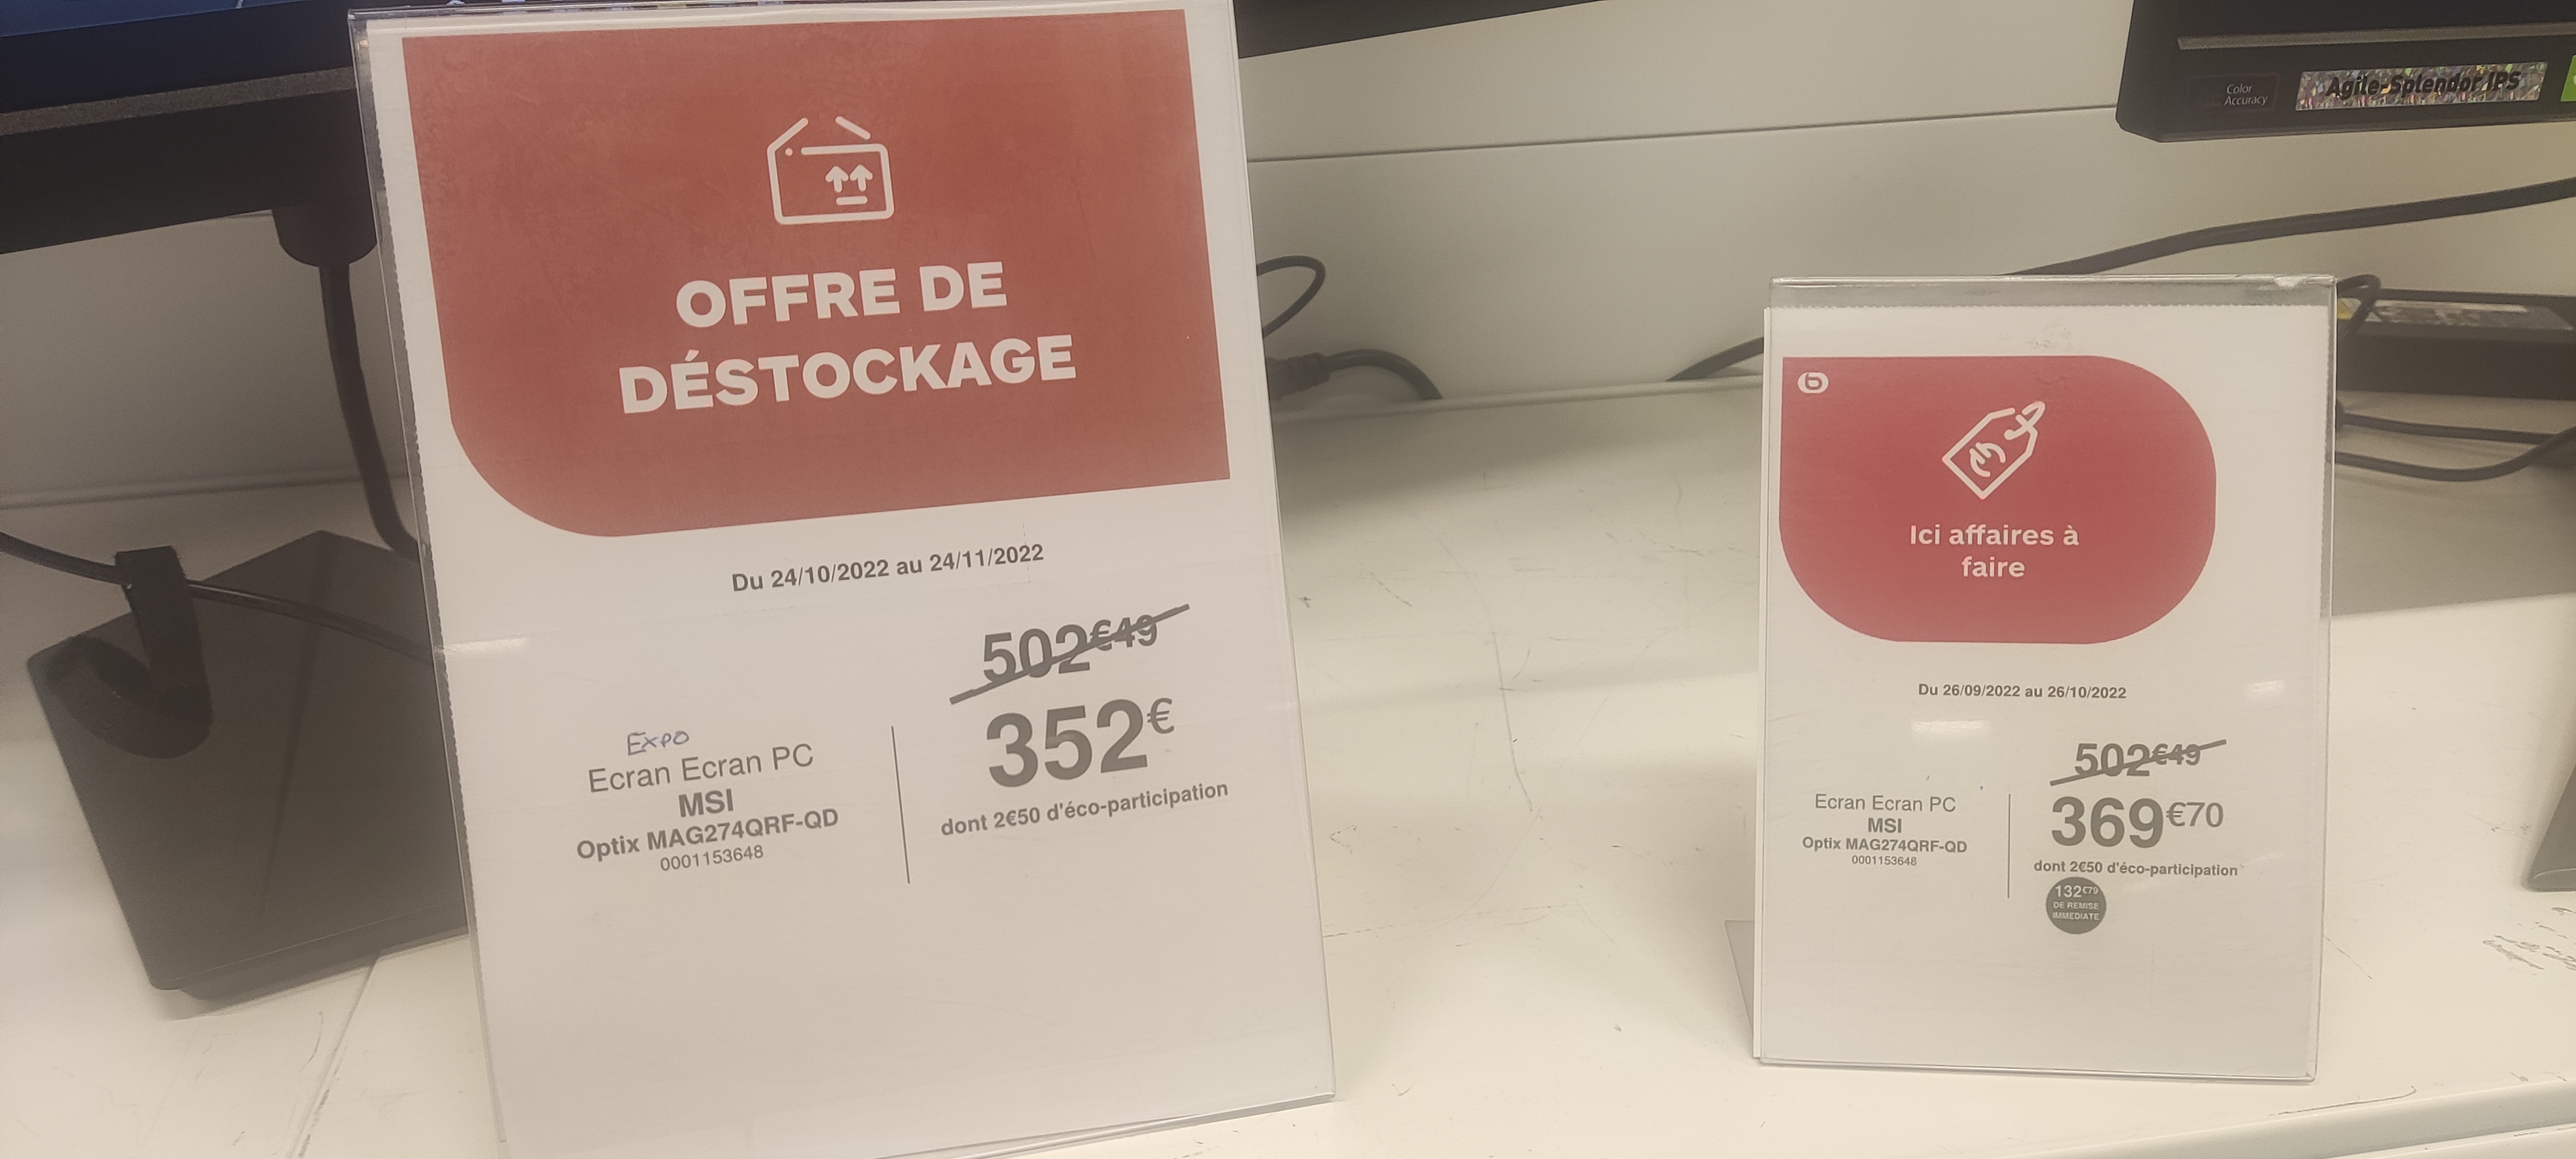 OFFRE DE
DÉSTOCKAGE
Du 24/10/2022 au 24/11/2022
502€49
352€
dont 2€50 d'éco-participation
EXPO
Ecran Ecran PC
MSI
Optix MAG274QRF-QD
0001153648
Color
Accuracy
Agile-Splendor IPS
Ici affaires à
faire
Du 26/09/2022 au 26/10/2022
502€49
369€70
dont 2€50 d'éco-participation
132€79
DE REMISE
IMMEDIATE
Ecran Ecran PC
MSI
Optix MAG274QRF-QD
0001153648